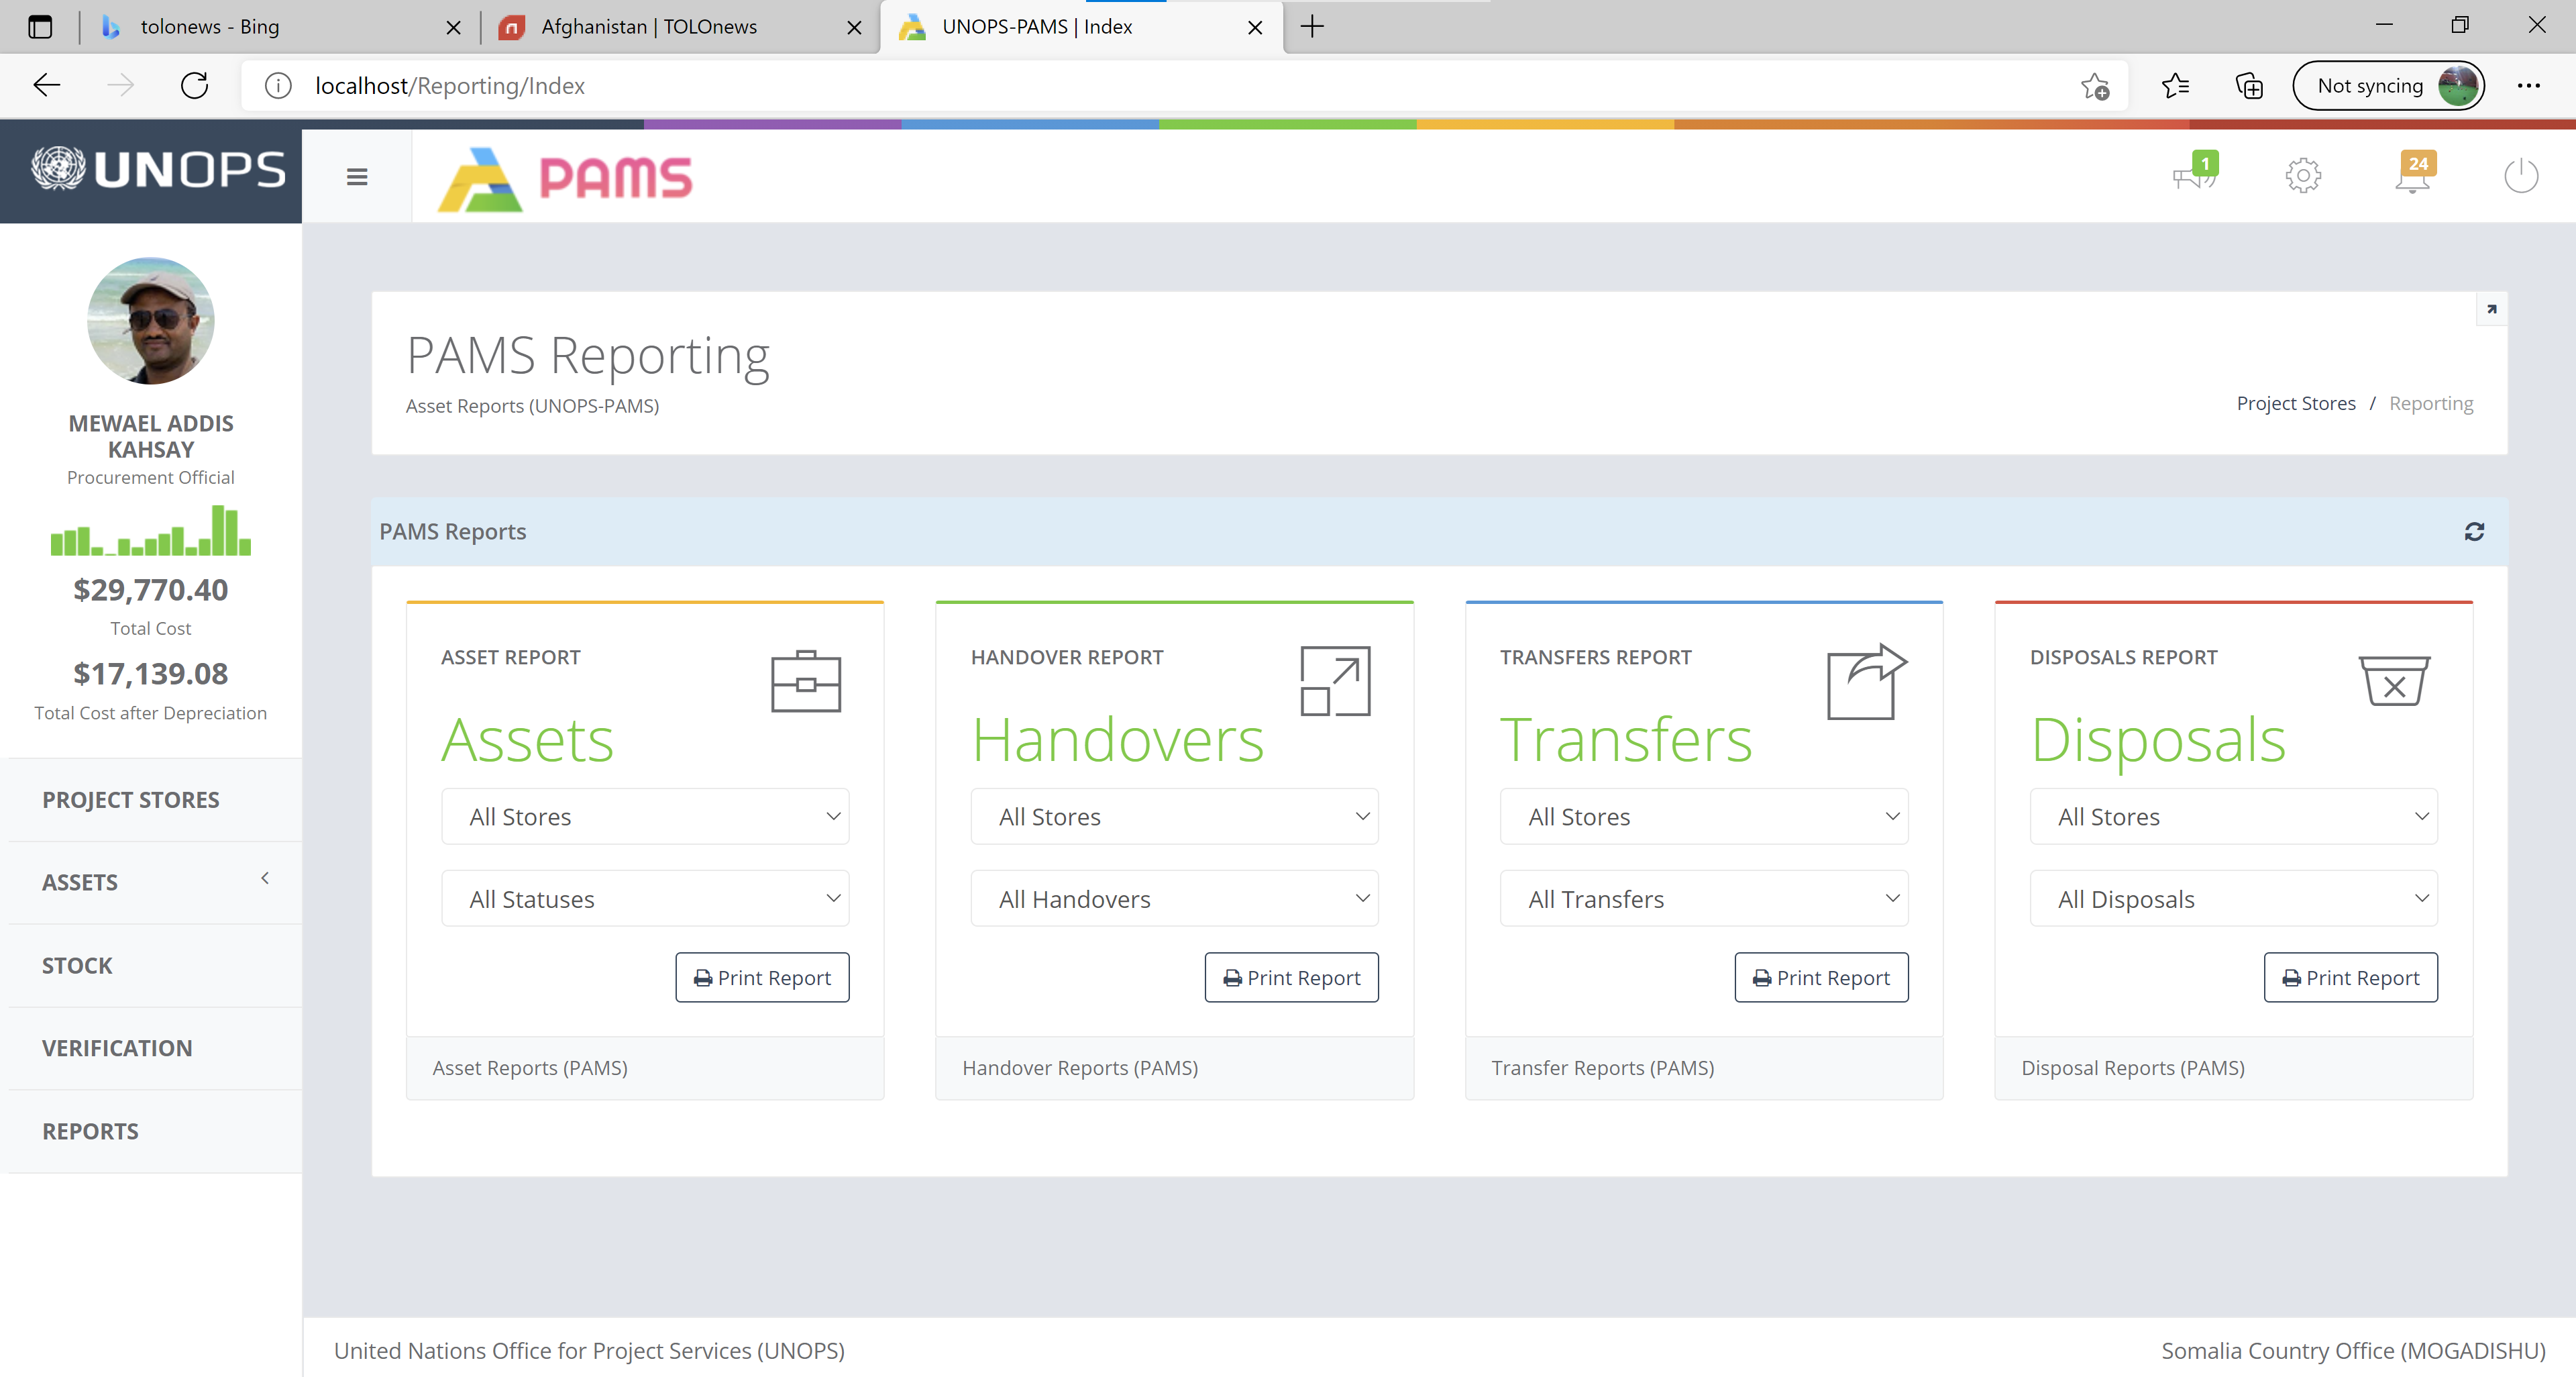 tolonews - Bing
Afghanistan | TOLOnews
UNOPS-PAMS | Index
localhost/Reporting/Index
Not syncing
UNOPS
PAMS
1
24
MEWAEL ADDIS
KAHSAY
Procurement Official
$29,770.40
Total Cost
$17,139.08
Total Cost after Depreciation
PROJECT STORES
ASSETS
STOCK
VERIFICATION
REPORTS
PAMS Reporting
Asset Reports (UNOPS-PAMS)
Project Stores / Reporting
PAMS Reports
ASSET REPORT
Assets
All Stores
All Statuses
Print Report
Asset Reports (PAMS)
HANDOVER REPORT
Handovers
All Stores
All Handovers
Print Report
Handover Reports (PAMS)
TRANSFERS REPORT
Transfers
All Stores
All Transfers
Print Report
Transfer Reports (PAMS)
DISPOSALS REPORT
Disposals
All Stores
All Disposals
Print Report
Disposal Reports (PAMS)
United Nations Office for Project Services (UNOPS)
Somalia Country Office (MOGADISHU)